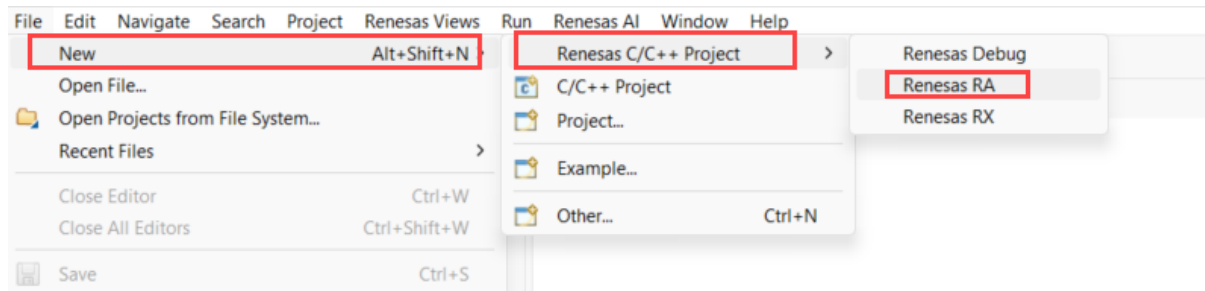 File Edit Navigate Search Project Renesas Views Run Renesas AI Window Help
New Alt+Shift+N
Open File...
Open Projects from File System...
Recent Files
Close Editor Ctrl+W
Close All Editors Ctrl+Shift+W
Save Ctrl+S
Renesas C/C++ Project
C/C++ Project
Project...
Example...
Other... Ctrl+N
Renesas Debug
Renesas RA
Renesas RX